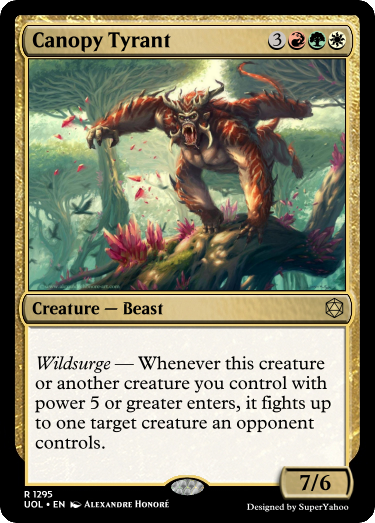 Canopy Tyrant 3
Creature — Beast
Wildsurge — Whenever this creature
or another creature you control with
power 5 or greater enters, it fights up
to one target creature an opponent
controls.
7/6
R 1295
UOL • EN Alexandre Honoré
Designed by SuperYahoo